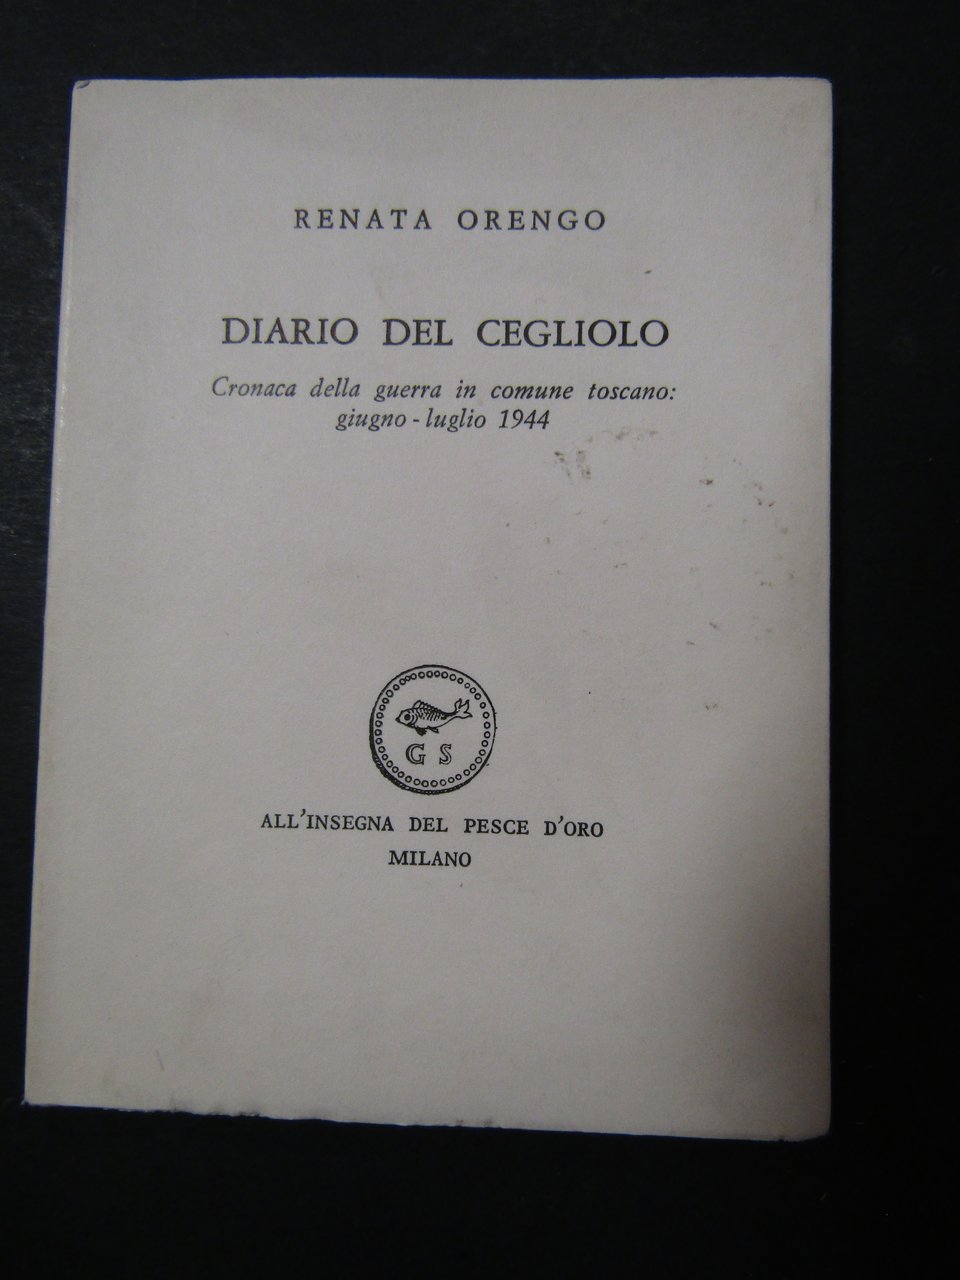 RENATA ORENGO
DIARIO DEL CEGLIOLO
Cronaca della guerra in comune toscano:
giugno - luglio 1944
G S
ALL'INSEGNA DEL PESCE D'ORO
MILANO